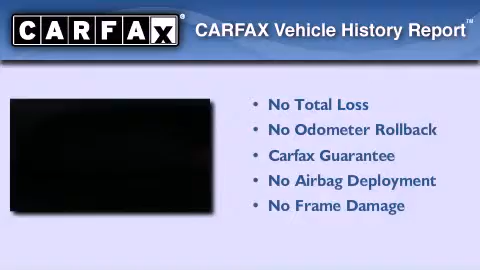 CARFAX® CARFAX Vehicle History Report™
• No Total Loss
• No Odometer Rollback
• Carfax Guarantee
• No Airbag Deployment
• No Frame Damage